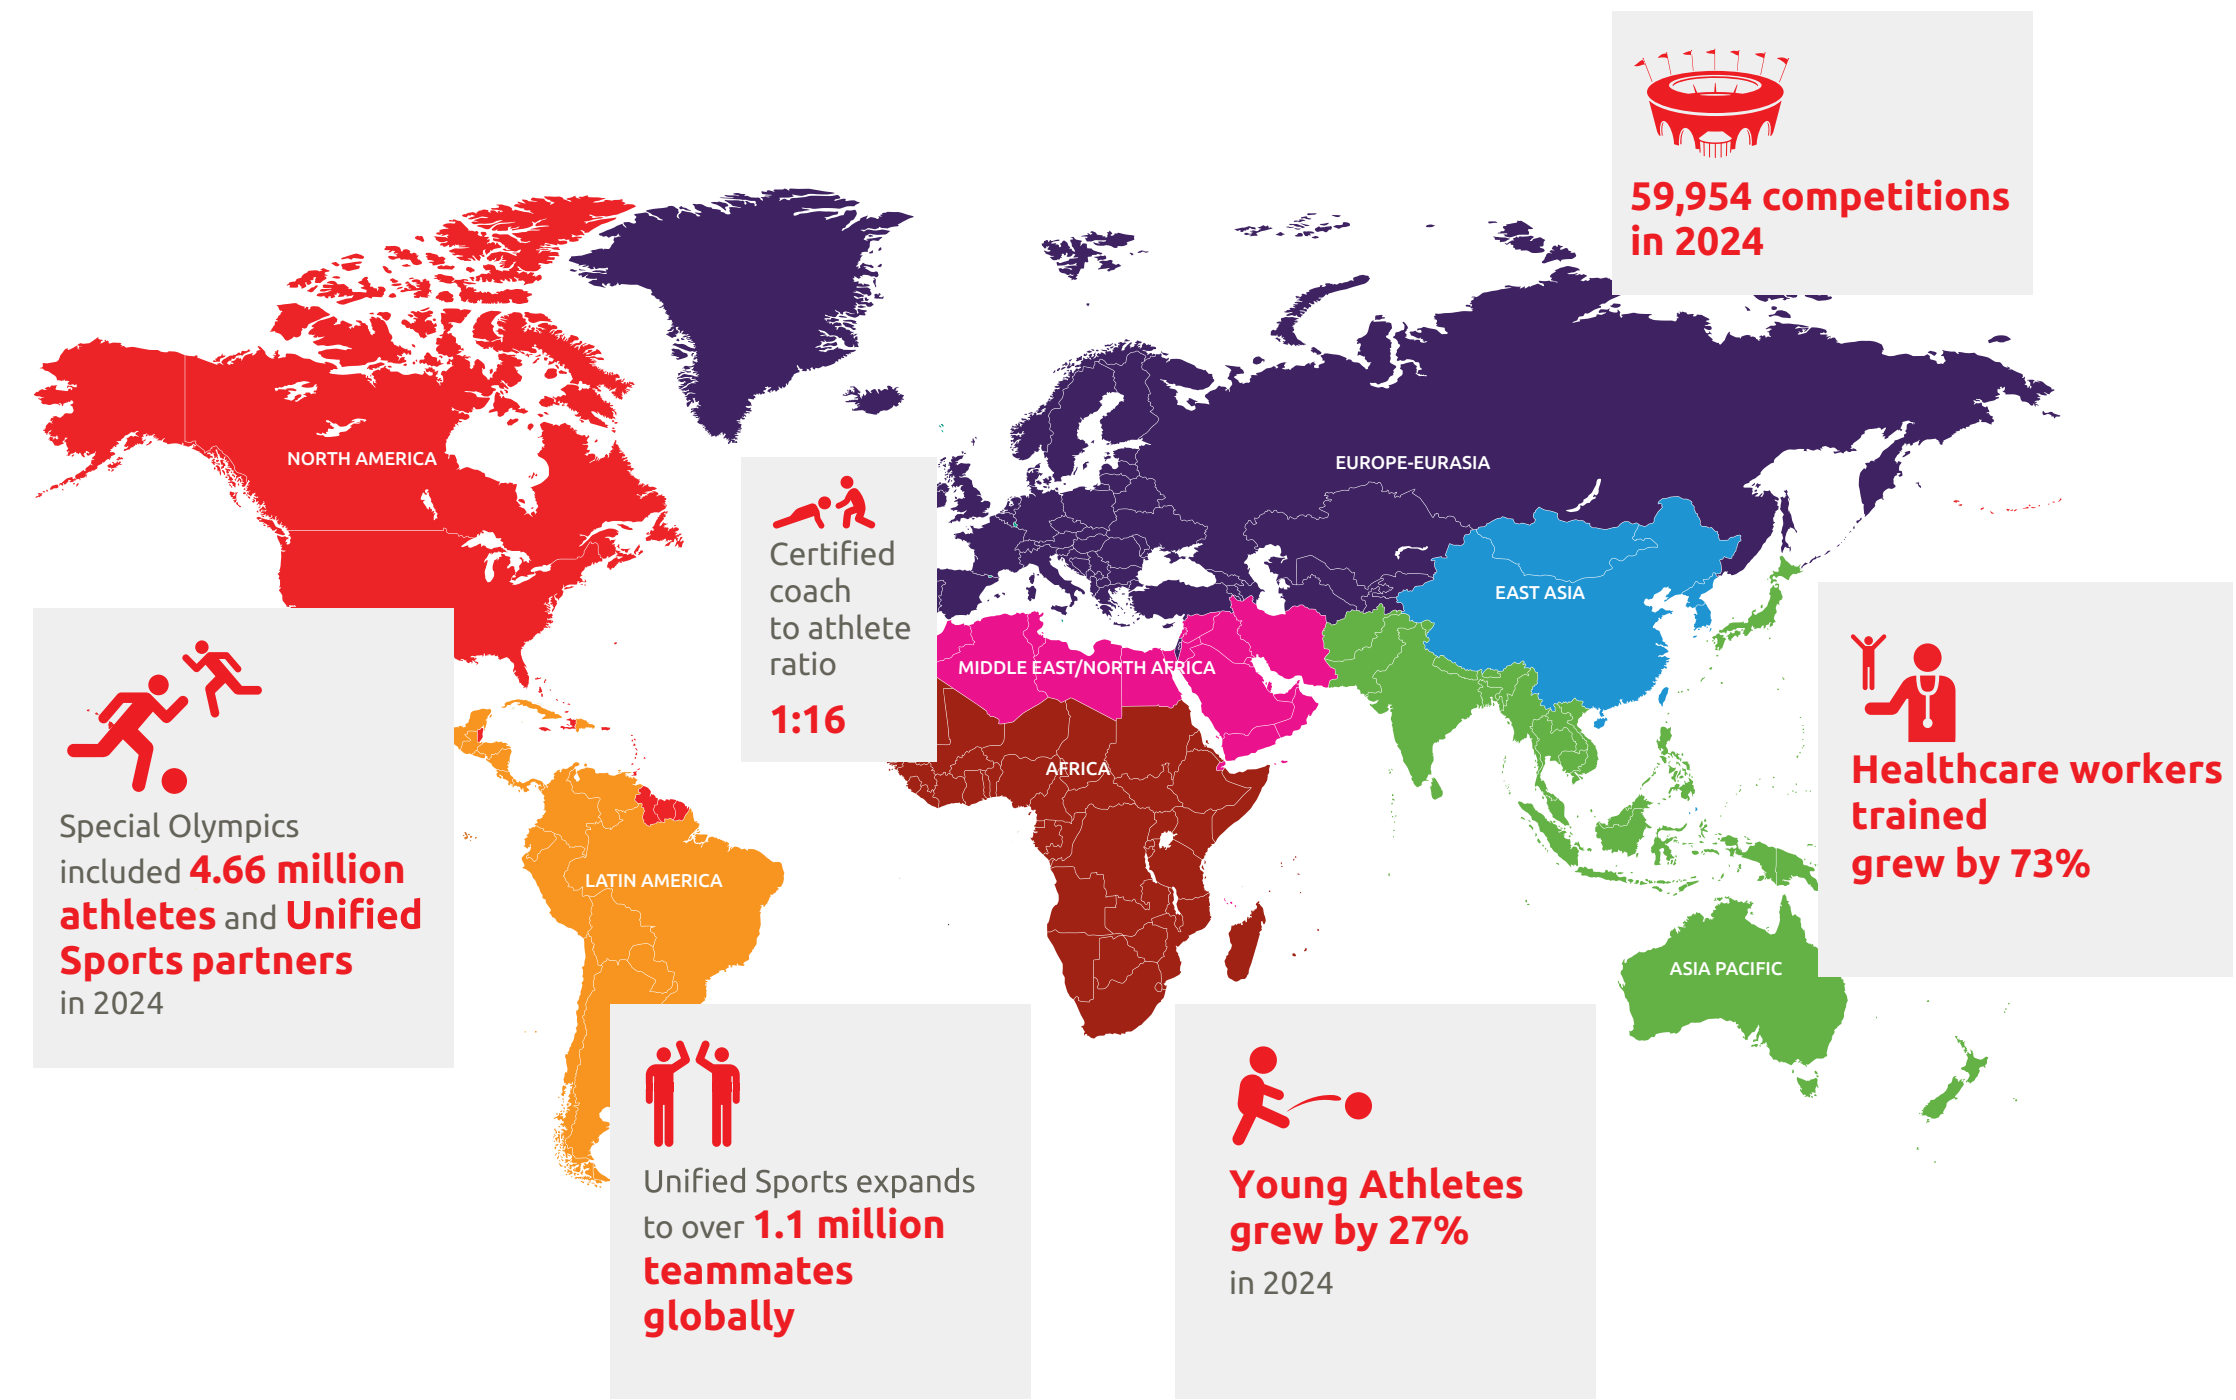 59,954 competitions
in 2024
NORTH AMERICA
EUROPE-EURASIA
Certified
coach
to athlete
ratio
1:16
EAST ASIA
MIDDLE EAST/NORTH AFRICA
AFRICA
Healthcare workers
trained
grew by 73%
Special Olympics
included 4.66 million
athletes and Unified
Sports partners
in 2024
LATIN AMERICA
ASIA PACIFIC
Unified Sports expands
to over 1.1 million
teammates
globally
Young Athletes
grew by 27%
in 2024